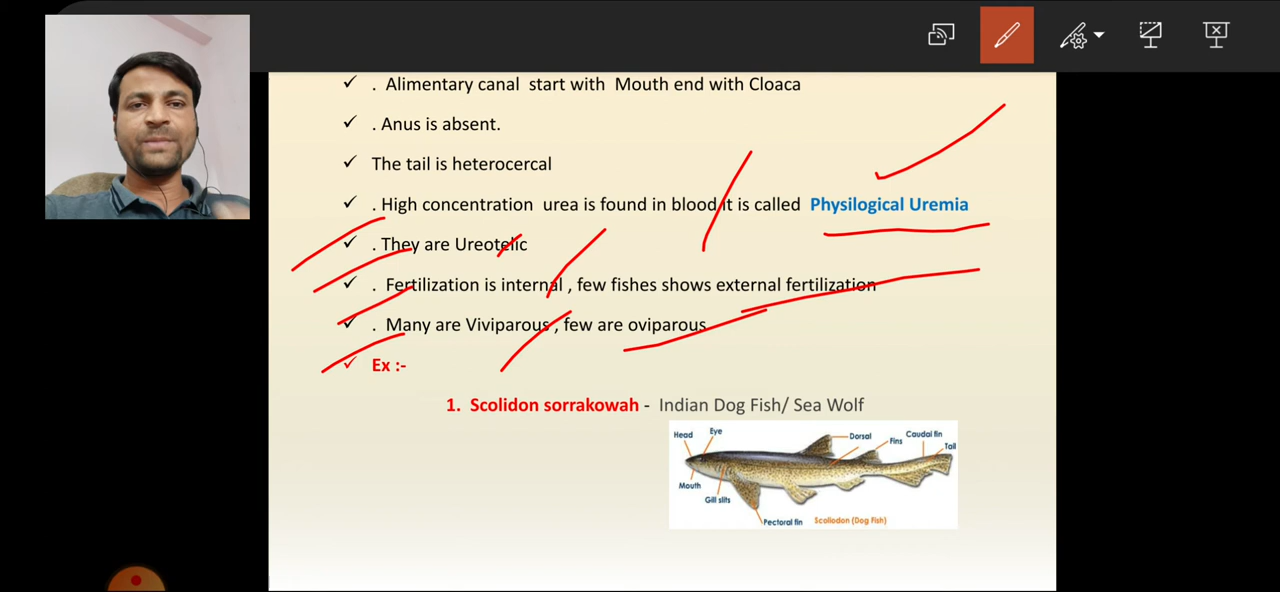 ✓ . Alimentary canal start with Mouth end with Cloaca
✓ . Anus is absent.
✓ The tail is heterocercal
✓ . High concentration urea is found in blood it is called Physilogical Uremia
✓ . They are Ureotelic
✓ . Fertilization is internal , few fishes shows external fertilization
✓ . Many are Viviparous , few are oviparous
✓ Ex :-
1. Scolidon sorrakowah - Indian Dog Fish/ Sea Wolf
Head
Eye
Dorsal
Fins
Caudal fin
Tail
Mouth
Gill slits
Pectoral fin
Scoliodon (Dog Fish)